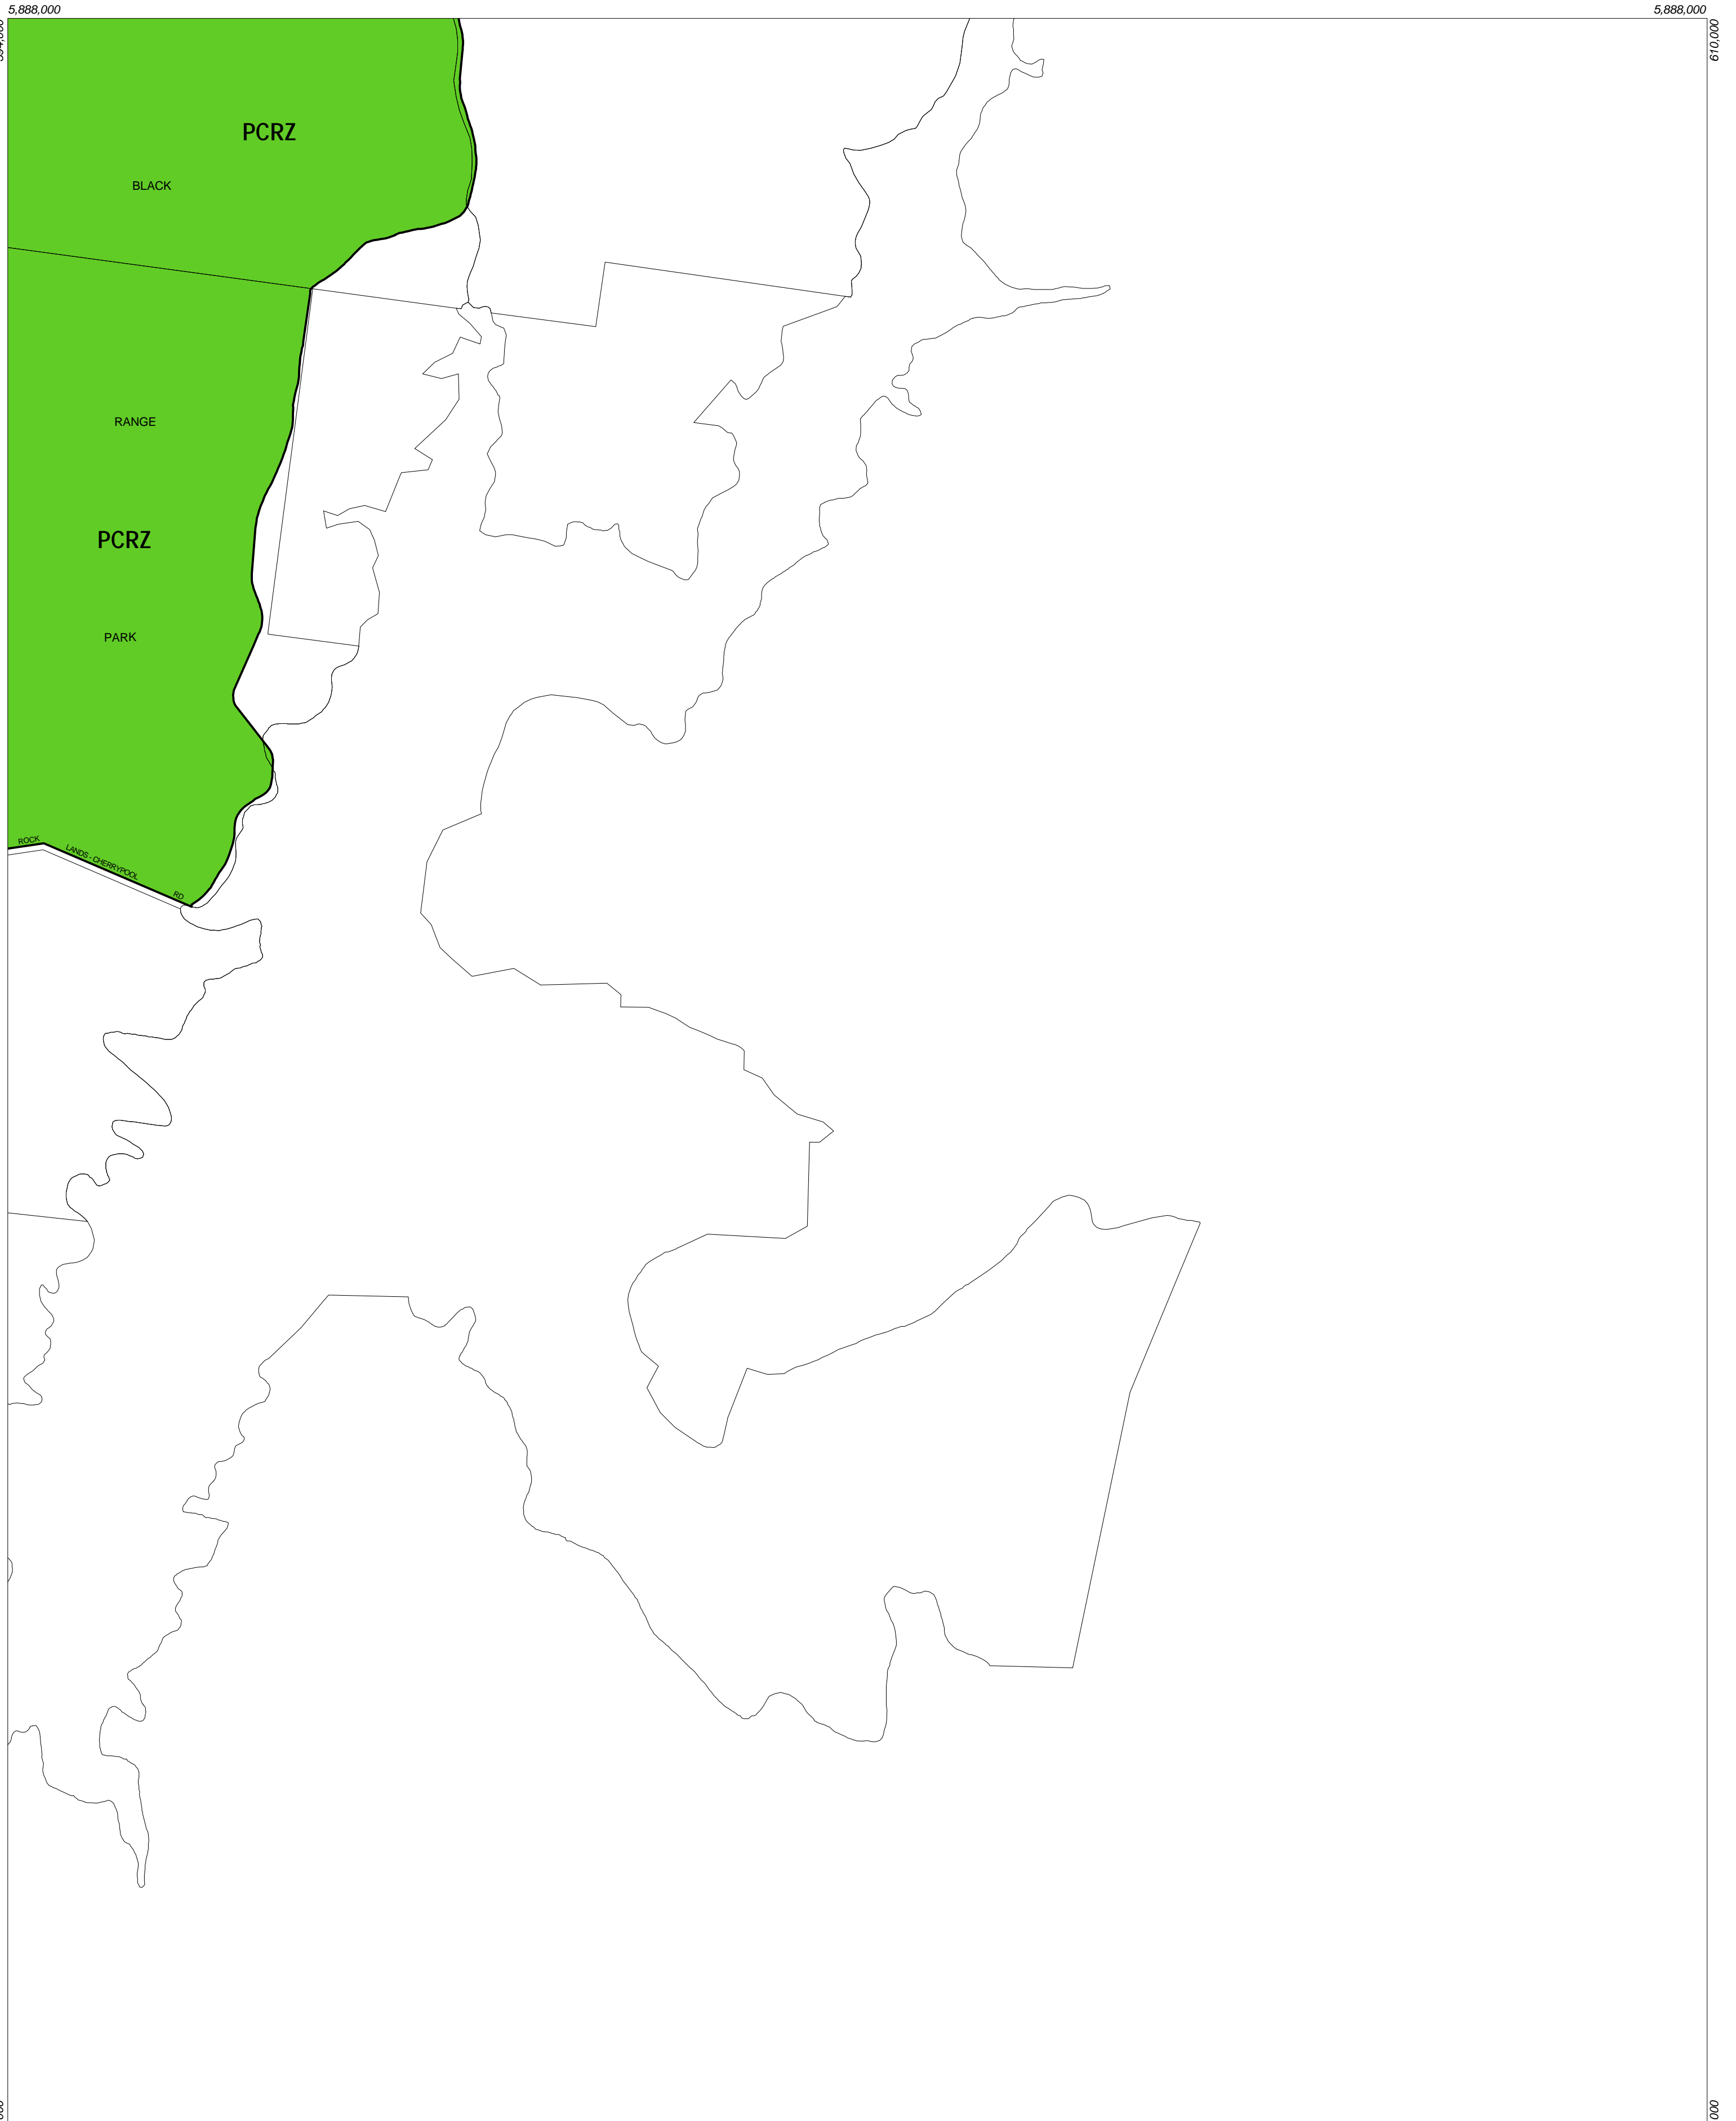 5,888,000
5,888,000
610,000
PCRZ
BLACK
RANGE
PCRZ
PARK
ROCK
LANDS - CHERRYPOOL
RD